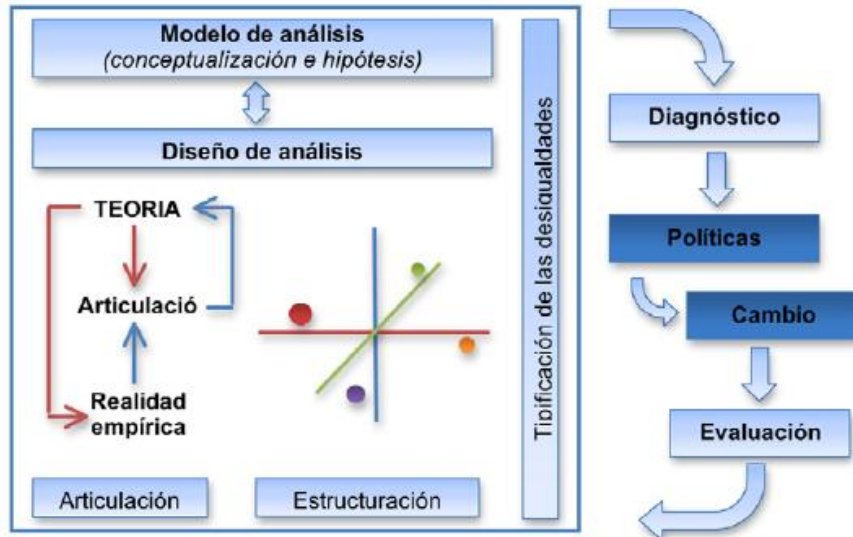 Modelo de análisis
(conceptualización e hipótesis)
Diseño de análisis
TEORIA
Articulació
Realidad
empírica
Articulación
Estructuración
Tipificación de las desigualdades
Diagnóstico
Políticas
Cambio
Evaluación